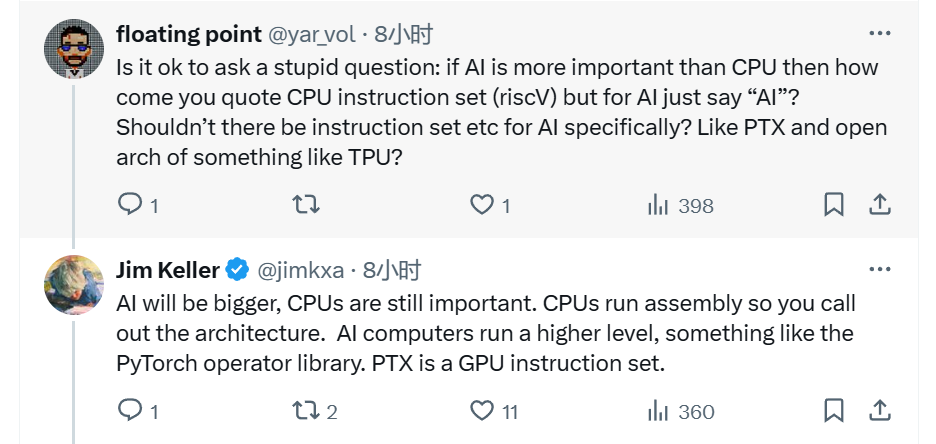 floating point @yar_vol · 8小时
Is it ok to ask a stupid question: if AI is more important than CPU then how
come you quote CPU instruction set (riscV) but for AI just say “AI”?
Shouldn’t there be instruction set etc for AI specifically? Like PTX and open
arch of something like TPU?
1 1 398
Jim Keller @jimkxa · 8小时
AI will be bigger, CPUs are still important. CPUs run assembly so you call
out the architecture.  AI computers run a higher level, something like the
PyTorch operator library. PTX is a GPU instruction set.
1 2 11 360